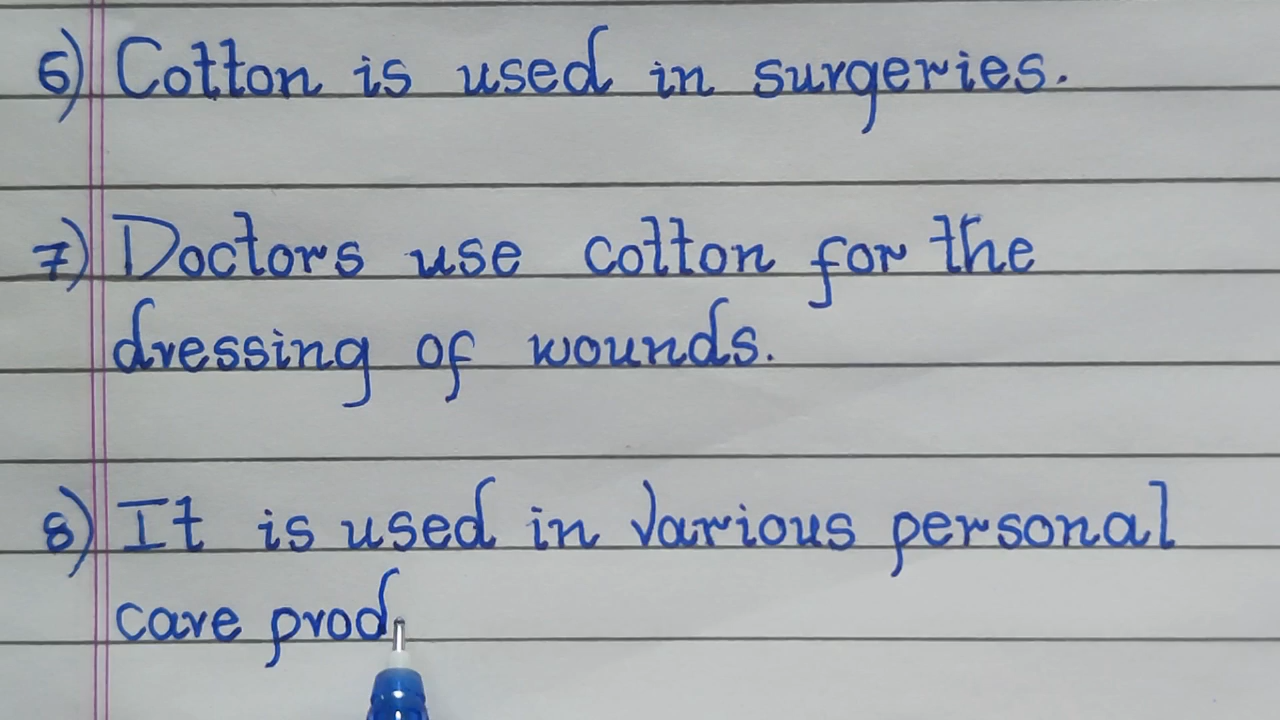 6) Cotton is used in surgeries.
7) Doctors use cotton for the
dressing of wounds.
8) It is used in Various personal
care prod